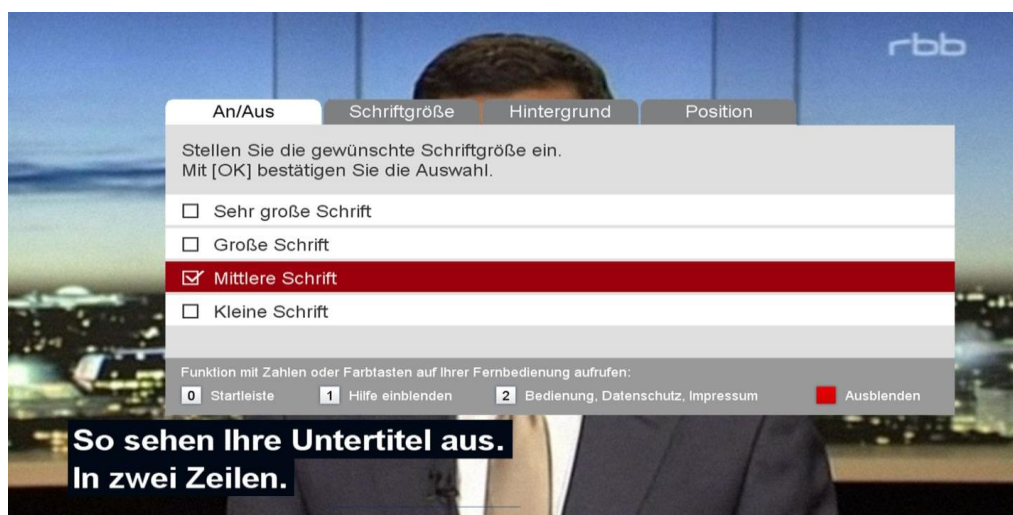 rbb
An/Aus Schriftgröße Hintergrund Position
Stellen Sie die gewünschte Schriftgröße ein.
Mit [OK] bestätigen Sie die Auswahl.
Sehr große Schrift
Große Schrift
Mittlere Schrift
Kleine Schrift
Funktion mit Zahlen oder Farbtasten auf Ihrer Fernbedienung aufrufen:
0 Startleiste 1 Hilfe einblenden 2 Bedienung, Datenschutz, Impressum Ausblenden
So sehen Ihre Untertitel aus.
In zwei Zeilen.